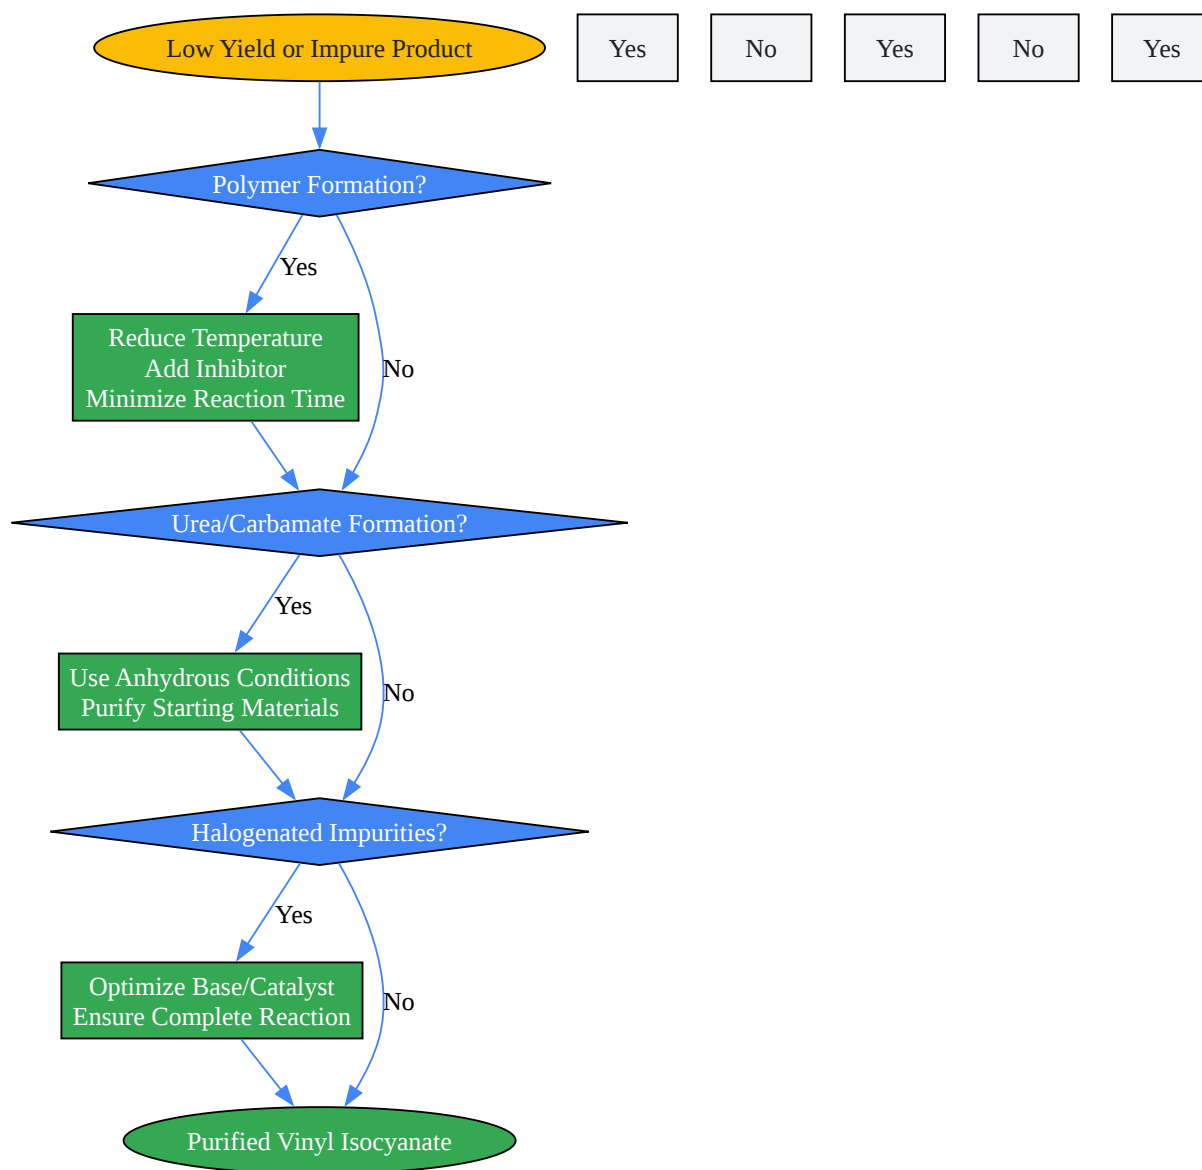 Low Yield or Impure Product
Yes
No
Yes
No
Yes
Polymer Formation?
Yes
Reduce Temperature
Add Inhibitor
Minimize Reaction Time
No
Urea/Carbamate Formation?
Yes
Use Anhydrous Conditions
Purify Starting Materials
No
Halogenated Impurities?
Yes
Optimize Base/Catalyst
Ensure Complete Reaction
No
Purified Vinyl Isocyanate